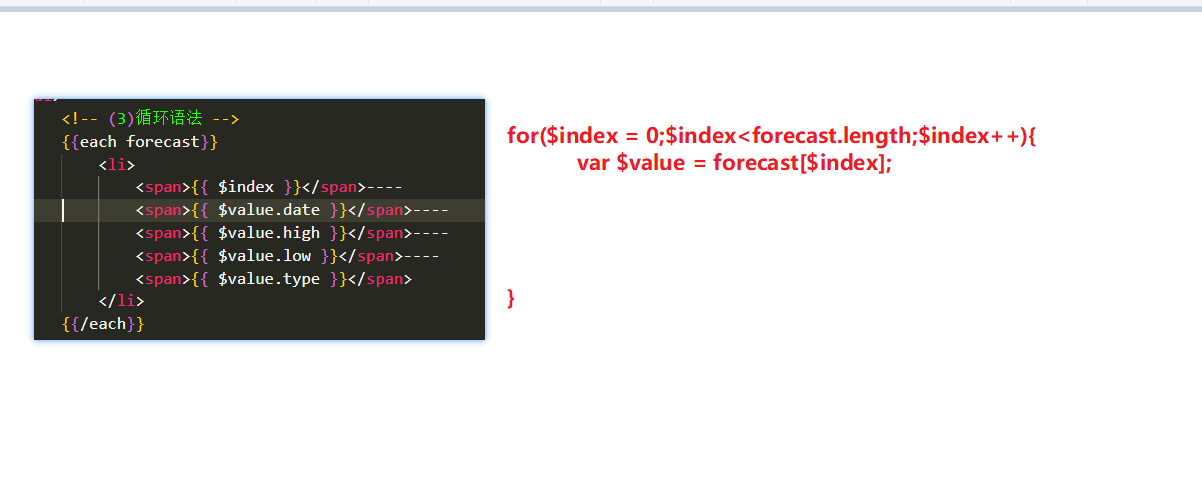 <!-- (3)循环语法 -->
{{each forecast}}
<li>
<span>{{ $index }}</span>----
<span>{{ $value.date }}</span>----
<span>{{ $value.high }}</span>----
<span>{{ $value.low }}</span>----
<span>{{ $value.type }}</span>
</li>
{{/each}}
for($index = 0;$index<forecast.length;$index++){
var $value = forecast[$index];
}